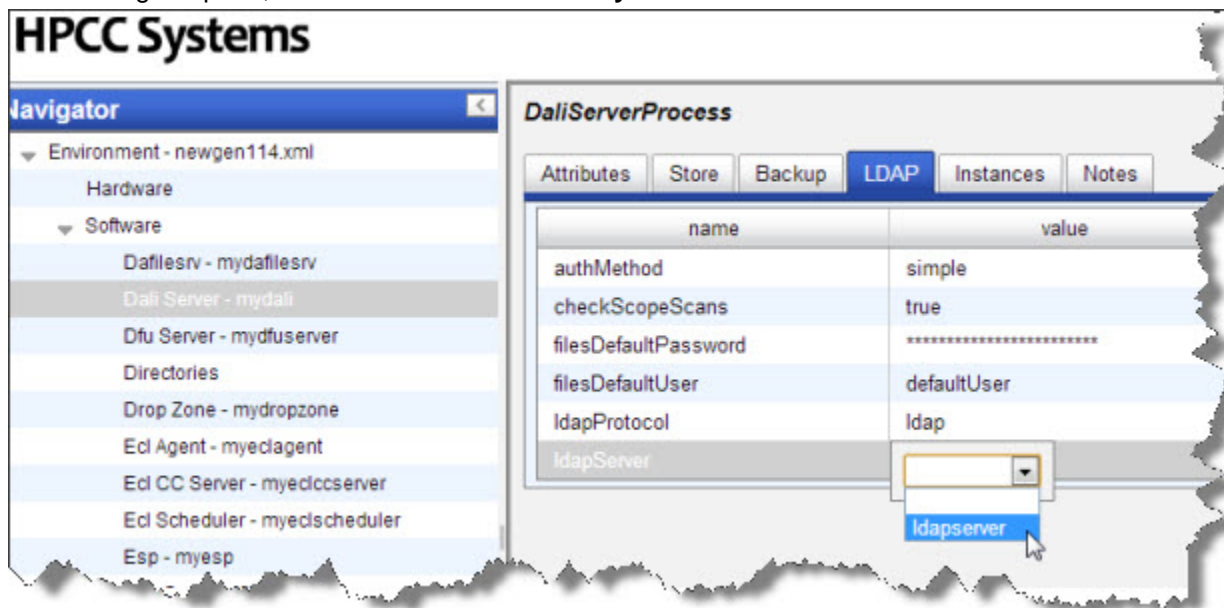 HPCC Systems
Navigator
Environment - newgen114.xml
Hardware
Software
Dafilesrv - mydafilesrv
Dali Server - mydali
Dfu Server - mydfuserver
Directories
Drop Zone - mydropzone
Ecl Agent - myeclagent
Ecl CC Server - myeclccserver
Ecl Scheduler - myeclscheduler
Esp - myesp
DaliServerProcess
Attributes Store Backup LDAP Instances Notes
name value
authMethod simple
checkScopeScans true
filesDefaultPassword ************************
filesDefaultUser defaultUser
ldapProtocol ldap
ldapServer
ldapserver